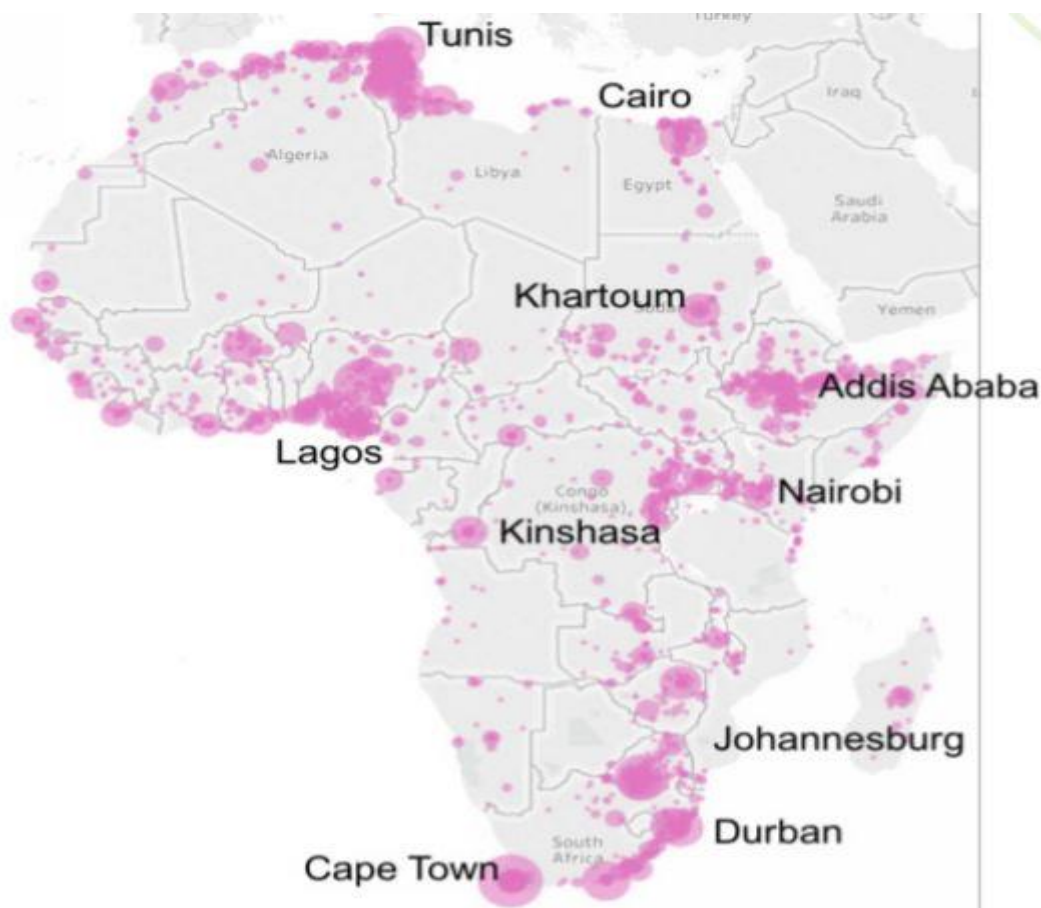 Turkey
Tunis
Cairo
Iraq
Algeria
Libya
Egypt
Saudi
Arabia
Khartoum
Yemen
Addis Ababa
Lagos
Nairobi
Congo
(Kinshasa)
Kinshasa
Johannesburg
Durban
South
Africa
Cape Town